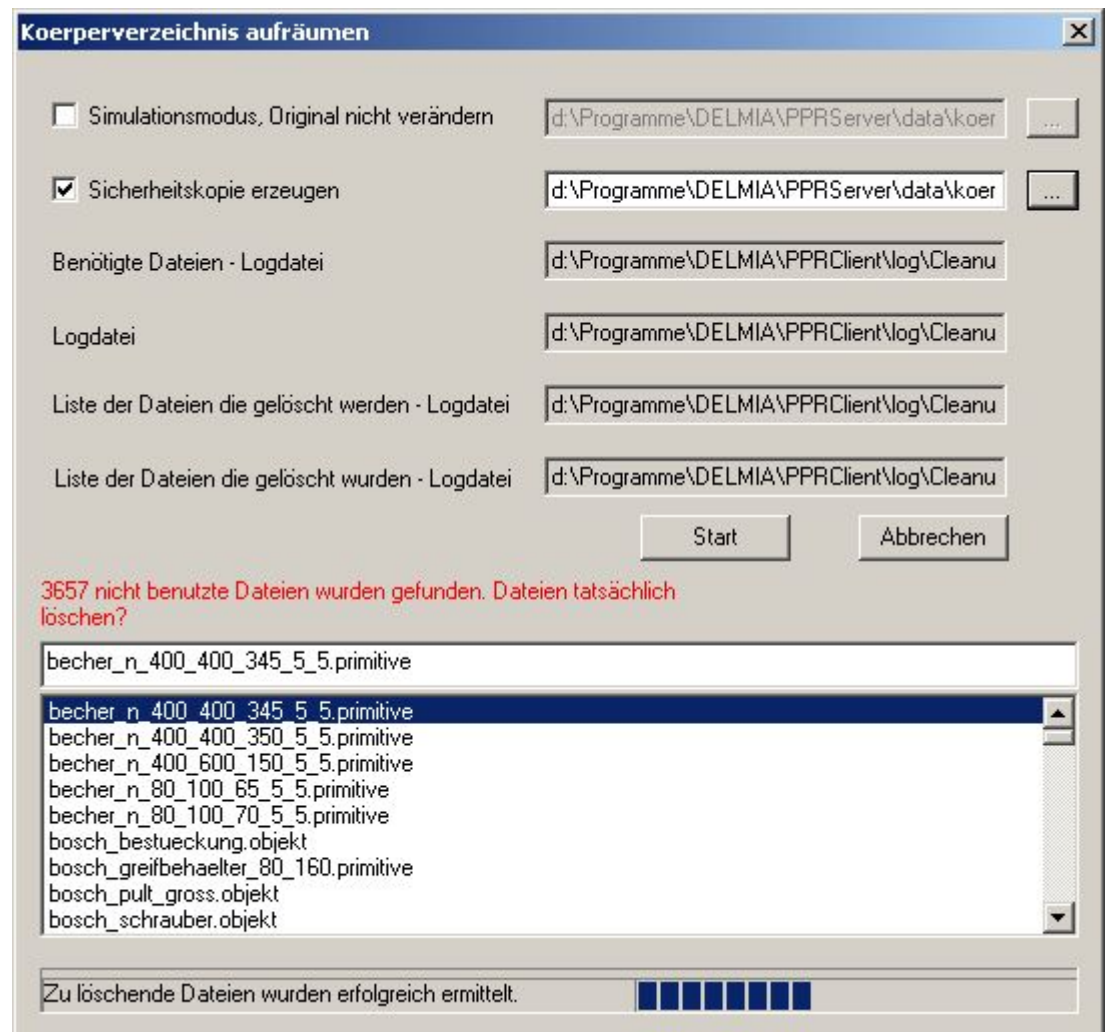 Koerperverzeichnis aufräumen
Simulationsmodus, Original nicht verändern d:\Programme\DELMIA\PPRServer\data\koer ...
Sicherheitskopie erzeugen d:\Programme\DELMIA\PPRServer\data\koer ...
Benötigte Dateien - Logdatei d:\Programme\DELMIA\PPRClient\log\Cleanu
Logdatei d:\Programme\DELMIA\PPRClient\log\Cleanu
Liste der Dateien die gelöscht werden - Logdatei d:\Programme\DELMIA\PPRClient\log\Cleanu
Liste der Dateien die gelöscht wurden - Logdatei d:\Programme\DELMIA\PPRClient\log\Cleanu
Start Abbrechen
3657 nicht benutzte Dateien wurden gefunden. Dateien tatsächlich
löschen?
becher_n_400_400_345_5_5.primitive
becher_n_400_400_345_5_5.primitive
becher_n_400_400_350_5_5.primitive
becher_n_400_600_150_5_5.primitive
becher_n_80_100_65_5_5.primitive
becher_n_80_100_70_5_5.primitive
bosch_bestueckung.objekt
bosch_greifbehaelter_80_160.primitive
bosch_pult_gross.objekt
bosch_schrauber.objekt
Zu löschende Dateien wurden erfolgreich ermittelt.